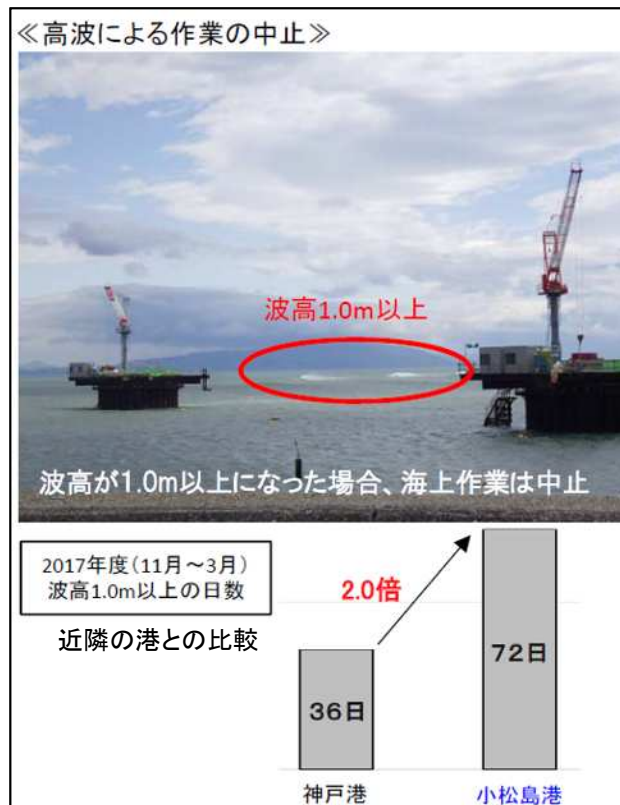 ≪高波による作業の中止≫
波高1.0m以上
波高が1.0m以上になった場合、海上作業は中止
2017年度(11月～3月)
波高1.0m以上の日数
近隣の港との比較
2.0倍
36日
72日
神戸港
小松島港